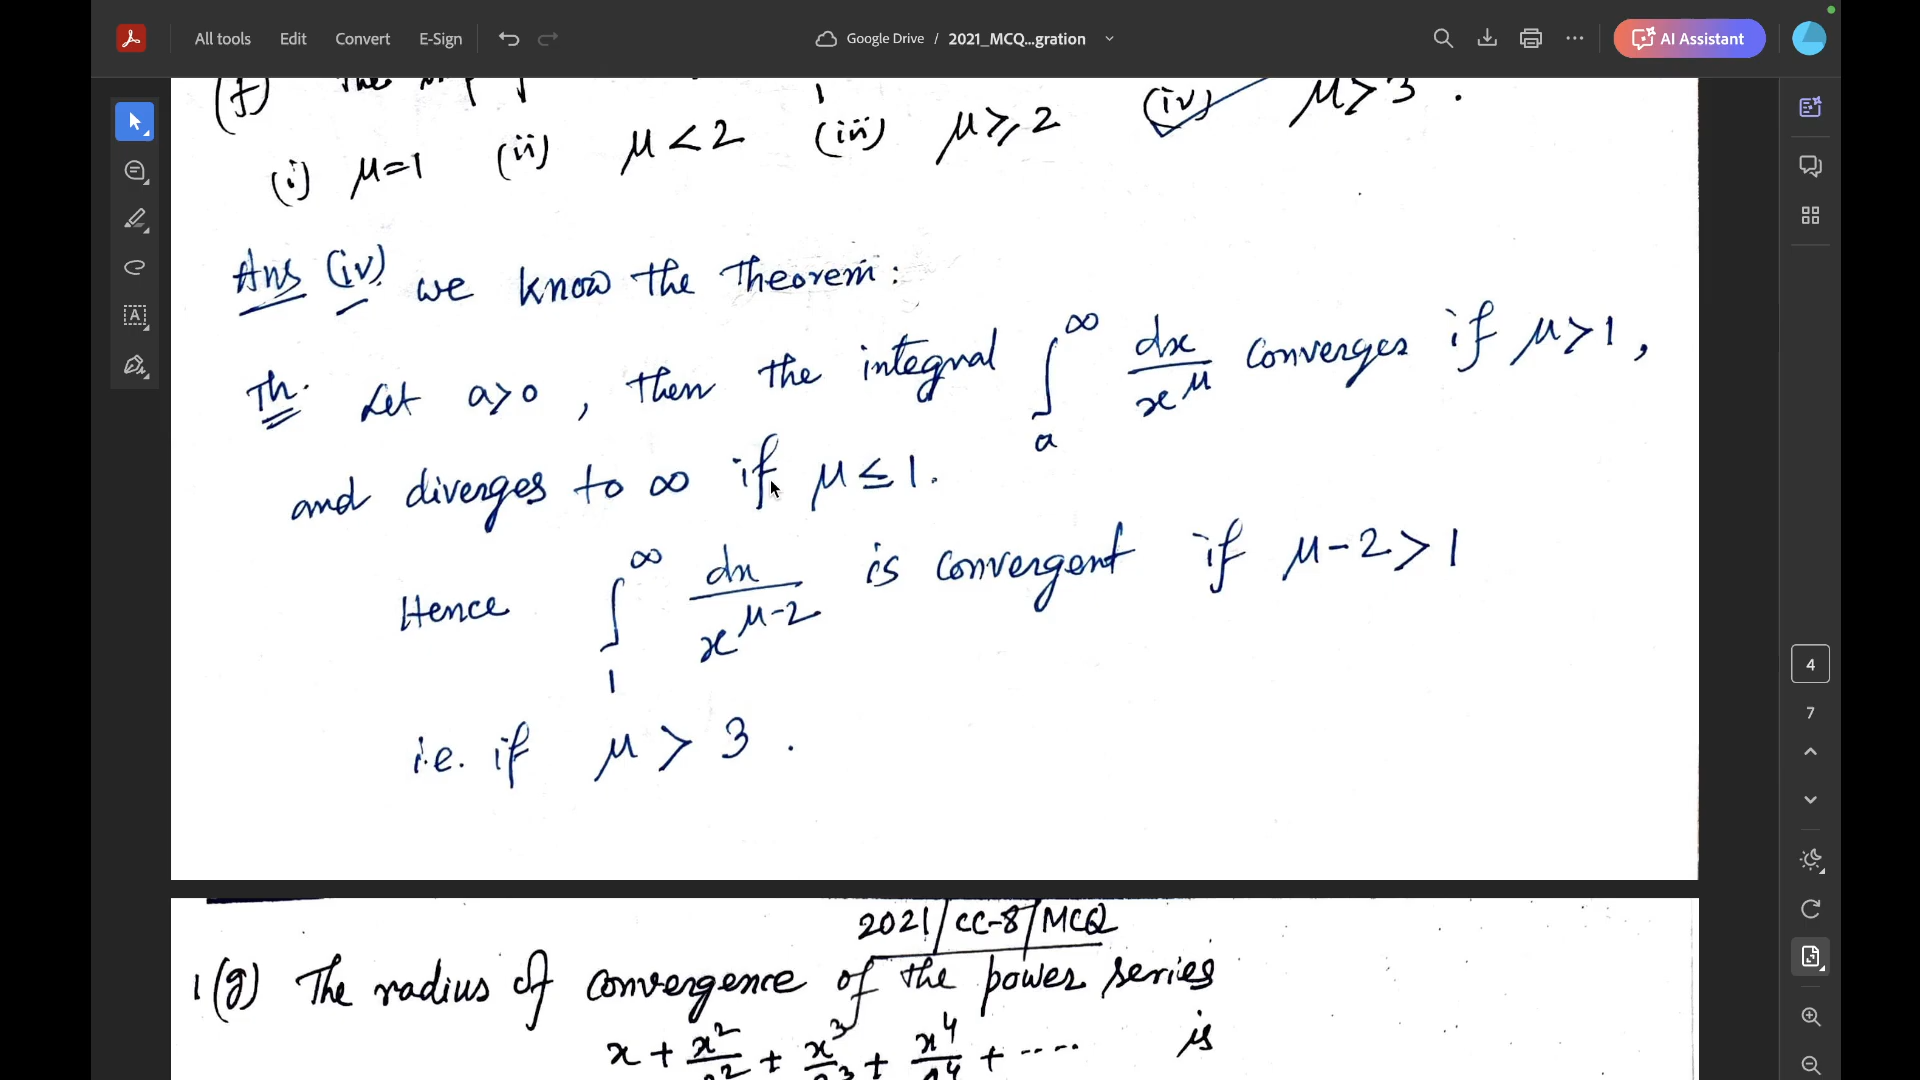 All tools Edit Convert E-Sign Google Drive / 2021_MCQ...gration AI Assistant
(f) The
(i) μ=1 (ii) μ<2 (iii) μ≥2 (iv) μ>3 .
Ans (iv) we know the Theorem :
Th. Let a>0 , then the integral ∫ₐ^∞ dx/x^μ converges if μ>1 ,
and diverges to ∞ if μ≤1.
Hence ∫₁^∞ dx/x^(μ-2) is convergent if μ-2>1
i.e. if μ > 3 .
4
7
2021/CC-8/MCQ
1(g) The radius of convergence of the power series
x + x²/ + x³/ + x⁴/ + ---- is